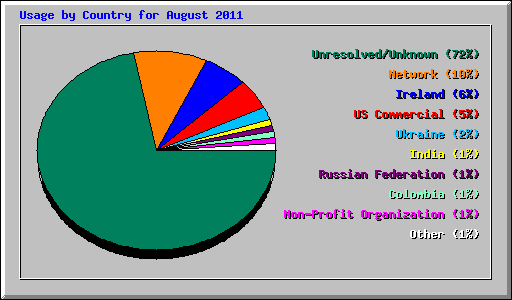 Usage by Country for August 2011
Unresolved/Unknown (72%)
Network (10%)
Ireland (6%)
US Commercial (5%)
Ukraine (2%)
India (1%)
Russian Federation (1%)
Colombia (1%)
Non-Profit Organization (1%)
Other (1%)